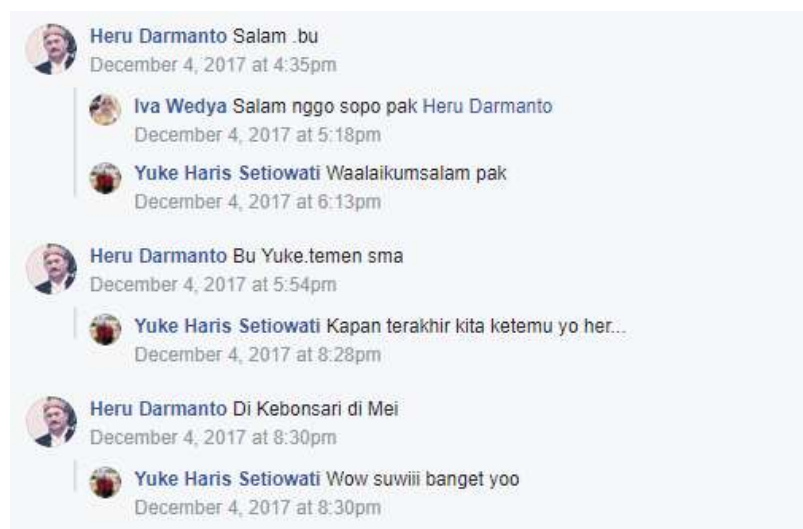 Heru Darmanto Salam .bu
December 4, 2017 at 4:35pm
Iva Wedya Salam nggo sopo pak Heru Darmanto
December 4, 2017 at 5:18pm
Yuke Haris Setiowati Waalaikumsalam pak
December 4, 2017 at 6:13pm
Heru Darmanto Bu Yuke.temen sma
December 4, 2017 at 5:54pm
Yuke Haris Setiowati Kapan terakhir kita ketemu yo her...
December 4, 2017 at 8:28pm
Heru Darmanto Di Kebonsari di Mei
December 4, 2017 at 8:30pm
Yuke Haris Setiowati Wow suwiii banget yoo
December 4, 2017 at 8:30pm